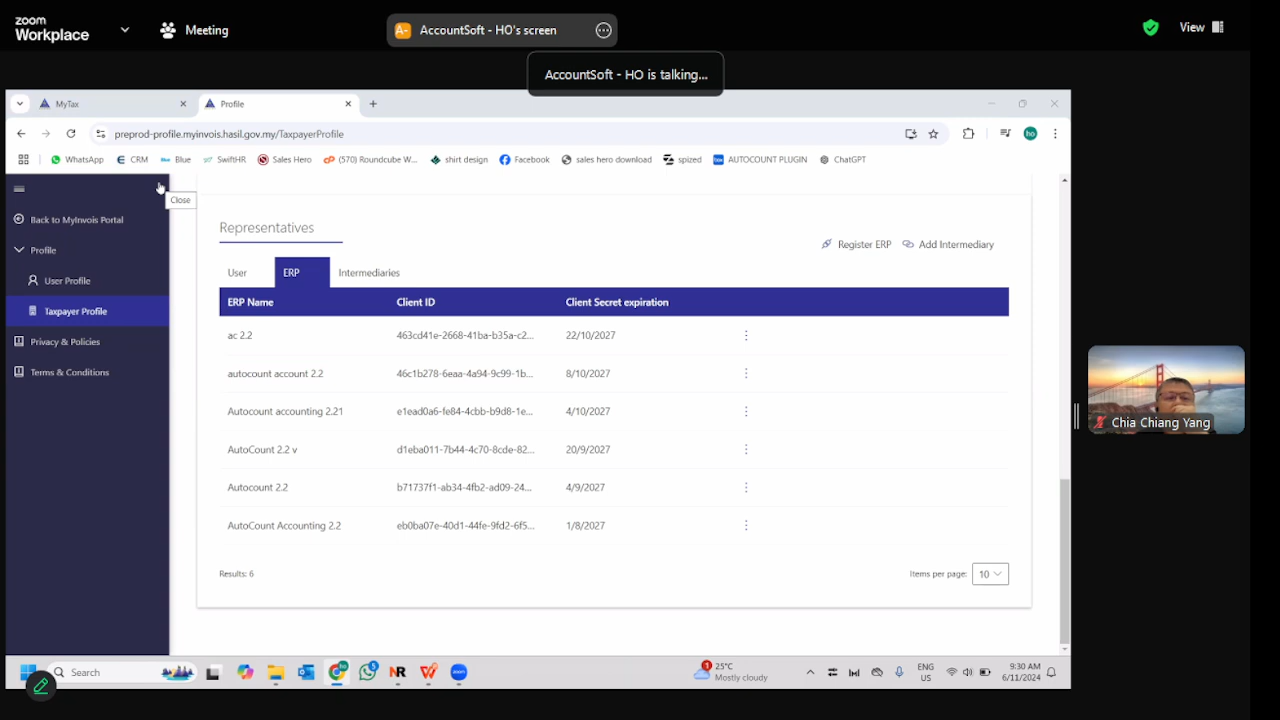 zoom
Workplace
Meeting
A-
AccountSoft - HO's screen
View
AccountSoft - HO is talking...
MyTax
Profile
preprod-profile.myinvois.hasil.gov.my/TaxpayerProfile
ho
WhatsApp
CRM
Blue
SwiftHR
Sales Hero
(570) Roundcube W...
shirt design
Facebook
sales hero download
spized
AUTOCOUNT PLUGIN
ChatGPT
Close
Back to MyInvois Portal
Profile
User Profile
Taxpayer Profile
Privacy & Policies
Terms & Conditions
Representatives
Register ERP
Add Intermediary
User
ERP
Intermediaries
ERP Name Client ID Client Secret expiration
ac 2.2 463cd41e-2668-41ba-b35a-c2... 22/10/2027
autocount account 2.2 46c1b278-6eaa-4a94-9c99-1b... 8/10/2027
Autocount accounting 2.21 e1ead0a6-fe84-4cbb-b9d8-1e... 4/10/2027
AutoCount 2.2 v d1eba011-7b44-4c70-8cde-82... 20/9/2027
Autocount 2.2 b71737f1-ab34-4fb2-ad09-24... 4/9/2027
AutoCount Accounting 2.2 eb0ba07e-40d1-44fe-9fd2-6f5... 1/8/2027
Results: 6
Items per page: 10
Chia Chiang Yang
Search
25°C
Mostly cloudy
ENG
US
9:30 AM
6/11/2024